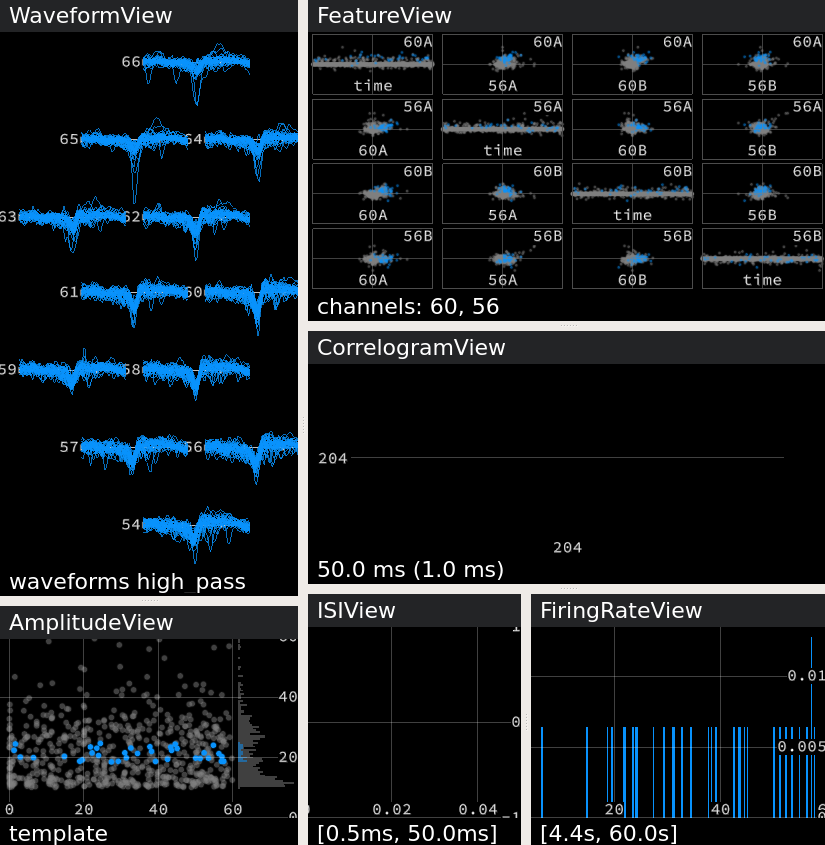 WaveformView
66
65
64
63
62
61
60
59
58
57
56
54
waveforms high_pass
FeatureView
60A
60A
60A
60A
time
56A
60B
56B
56A
56A
56A
56A
60A
time
60B
56B
60B
60B
60B
60B
60A
56A
time
56B
56B
56B
56B
56B
60A
56A
60B
time
channels: 60, 56
CorrelogramView
204
204
50.0 ms (1.0 ms)
AmplitudeView
40
20
0
0
20
40
60
template
ISIView
1
0
-1
0.02
0.04
[0.5ms, 50.0ms]
FiringRateView
0.01
0.005
20
40
[4.4s, 60.0s]